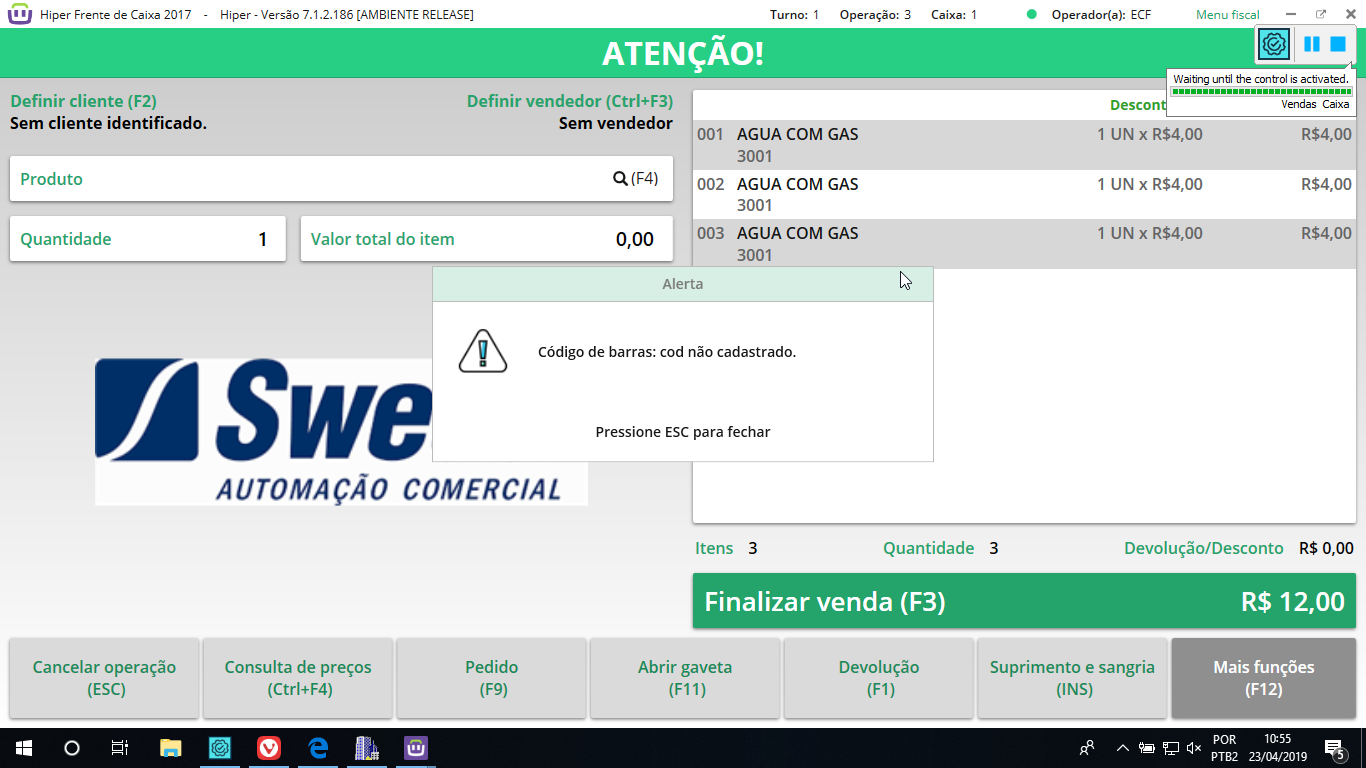 Hiper Frente de Caixa 2017 - Hiper - Versão 7.1.2.186 [AMBIENTE RELEASE] Turno: 1 Operação: 3 Caixa: 1 Operador(a): ECF Menu fiscal
ATENÇÃO!
Waiting until the control is activated.
Vendas Caixa
Definir cliente (F2) Definir vendedor (Ctrl+F3)
Sem cliente identificado. Sem vendedor
Produto (F4)
Quantidade 1 Valor total do item 0,00
Descont
001 AGUA COM GAS 1 UN x R$4,00 R$4,00
3001
002 AGUA COM GAS 1 UN x R$4,00 R$4,00
3001
003 AGUA COM GAS 1 UN x R$4,00 R$4,00
3001
Alerta
Código de barras: cod não cadastrado.
Pressione ESC para fechar
Swe
AUTOMAÇÃO COMERCIAL
Itens 3 Quantidade 3 Devolução/Desconto R$ 0,00
Finalizar venda (F3) R$ 12,00
Cancelar operação
(ESC)
Consulta de preços
(Ctrl+F4)
Pedido
(F9)
Abrir gaveta
(F11)
Devolução
(F1)
Suprimento e sangria
(INS)
Mais funções
(F12)
POR
PTB2
10:55
23/04/2019
5